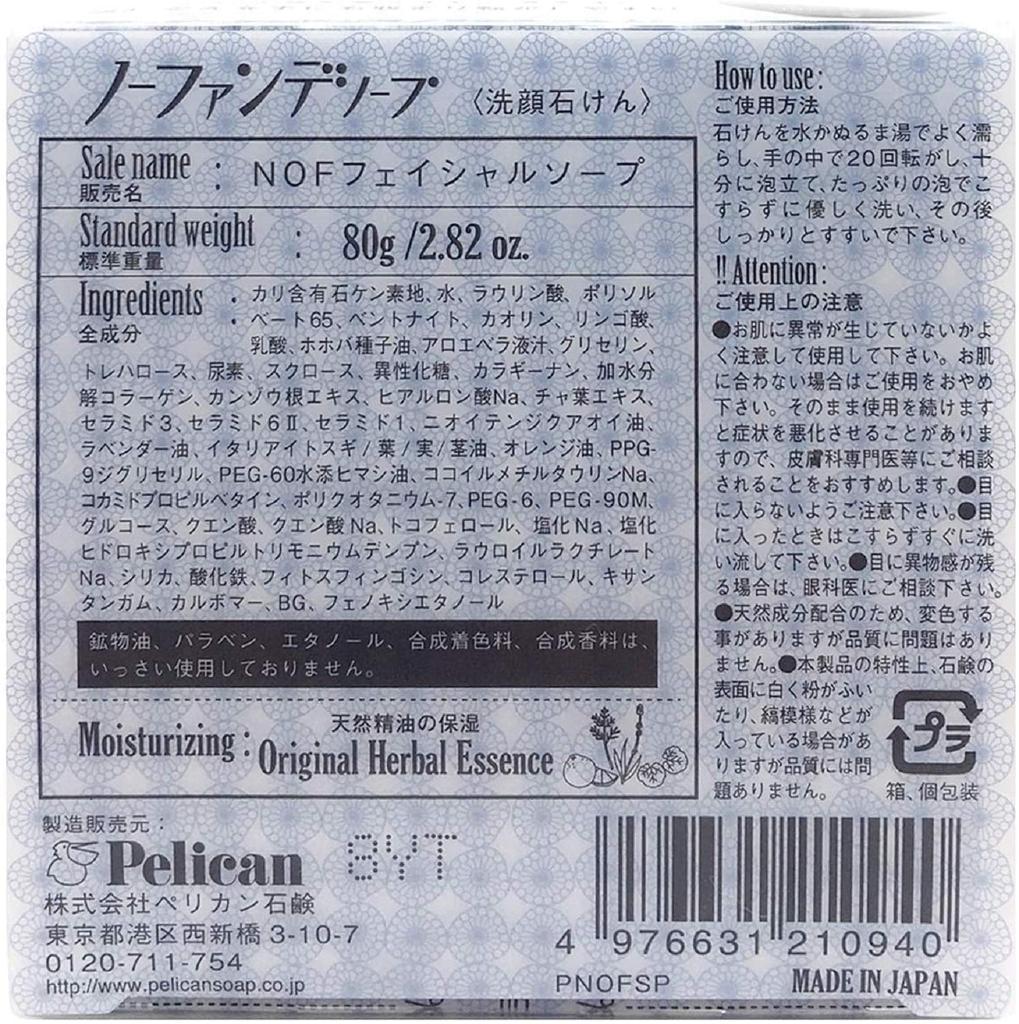 ノーファンデソープ 〈洗顔石けん〉
Sale name : NOFフェイシャルソープ
販売名
Standard weight : 80g /2.82 oz.
標準重量
Ingredients :
全成分
カリ含有石ケン素地、水、ラウリン酸、ポリソル
ベート65、ベントナイト、カオリン、リンゴ酸、
乳酸、ホホバ種子油、アロエベラ液汁、グリセリン、
トレハロース、尿素、スクロース、異性化糖、カラギーナン、加水分
解コラーゲン、カンゾウ根エキス、ヒアルロン酸Na、チャ葉エキス、
セラミド3、セラミド6Ⅱ、セラミド1、ニオイテンジクアオイ油、
ラベンダー油、イタリアイトスギ/葉/実/茎油、オレンジ油、PPG-
9ジグリセリル、PEG-60水添ヒマシ油、ココイルメチルタウリンNa、
コカミドプロピルベタイン、ポリクオタニウム-7、PEG-6、PEG-90M、
グルコース、クエン酸、クエン酸Na、トコフェロール、塩化Na、塩化
ヒドロキシプロピルトリモニウムデンプン、ラウロイルラクチレート
Na、シリカ、酸化鉄、フィトスフィンゴシン、コレステロール、キサン
タンガム、カルボマー、BG、フェノキシエタノール
鉱物油、パラベン、エタノール、合成着色料、合成香料は、
いっさい使用しておりません。
天然精油の保湿
Moisturizing : Original Herbal Essence
How to use :
ご使用方法
石けんを水かぬるま湯でよく濡
らし、手の中で20回転がし、十
分に泡立て、たっぷりの泡でこ
すらずに優しく洗い、その後
しっかりとすすいで下さい。
!! Attention :
ご使用上の注意
●お肌に異常が生じていないかよ
く注意して使用して下さい。お肌
に合わない場合はご使用をおやめ
下さい。そのまま使用を続けます
と症状を悪化させることがありま
すので、皮膚科専門医等にご相談
されることをおすすめします。●目
に入らないようご注意下さい。●目
に入ったときはこすらずすぐに洗
い流して下さい。●目に異物感が残
る場合は、眼科医にご相談下さい。
●天然成分配合のため、変色する
事がありますが品質に問題はあり
ません。●本製品の特性上、石鹸の
表面に白く粉がふい
たり、縞模様などが
入っている場合があ
りますが品質には問
題ありません。
プラ
箱、個包装
製造販売元：
Pelican
8YT
株式会社ペリカン石鹸
東京都港区西新橋3-10-7
0120-711-754
http://www.pelicansoap.co.jp
4 976631 210940
PNOFSP
MADE IN JAPAN